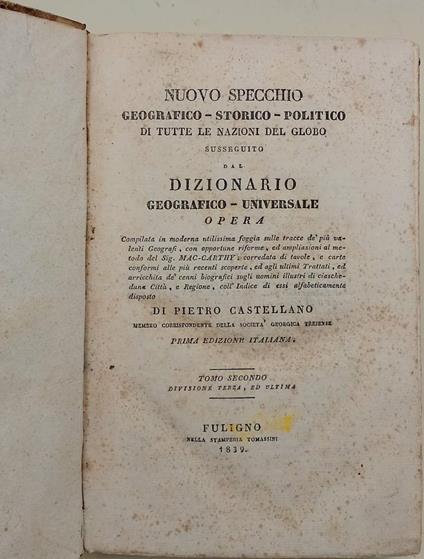 NUOVO SPECCHIO
GEOGRAFICO - STORICO - POLITICO
DI TUTTE LE NAZIONI DEL GLOBO
SUSSEGUITO
DAL
DIZIONARIO
GEOGRAFICO - UNIVERSALE
OPERA
Compilata in moderna utilissima foggia sulle tracce de' più va-
lenti Geografi, con opportune riforme, ed ampliazioni al me-
todo del Sig. MAC-CARTHY: corredata di tavole, e carte
conformi alle più recenti scoperte, ed agli ultimi Trattati, ed
arricchita de' cenni biografici sugli uomini illustri di ciasche-
duna Città, e Regione, coll' Indice di essi alfabeticamente
disposto
DI PIETRO CASTELLANO
MEMBRO CORRISPONDENTE DELLA SOCIETA' GEORGICA TREIENSE
PRIMA EDIZIONE ITALIANA.
TOMO SECONDO
DIVISIONE TERZA, ED ULTIMA
FULIGNO
NELLA STAMPERIA TOMASSINI
1839.